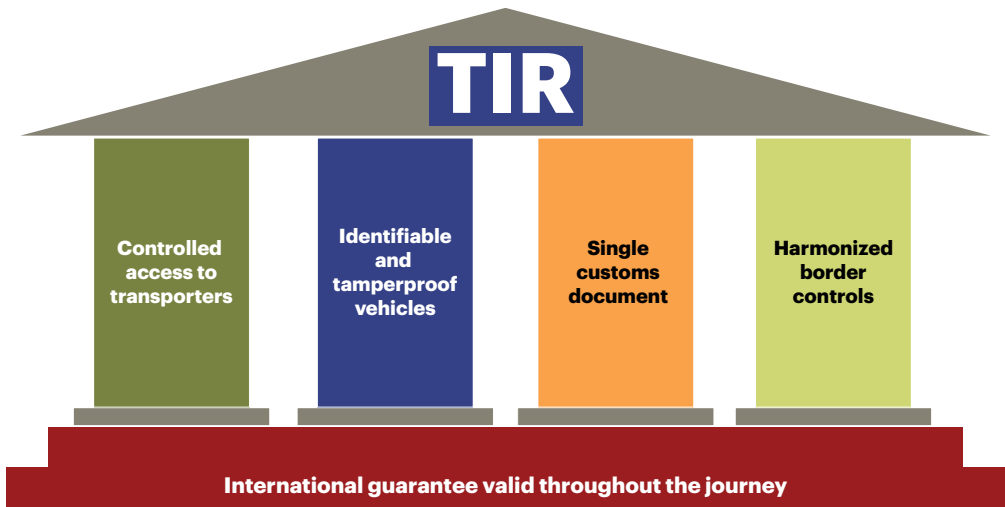 TIR
Controlled
access to
transporters
Identifiable
and
tamperproof
vehicles
Single
customs
document
Harmonized
border
controls
International guarantee valid throughout the journey